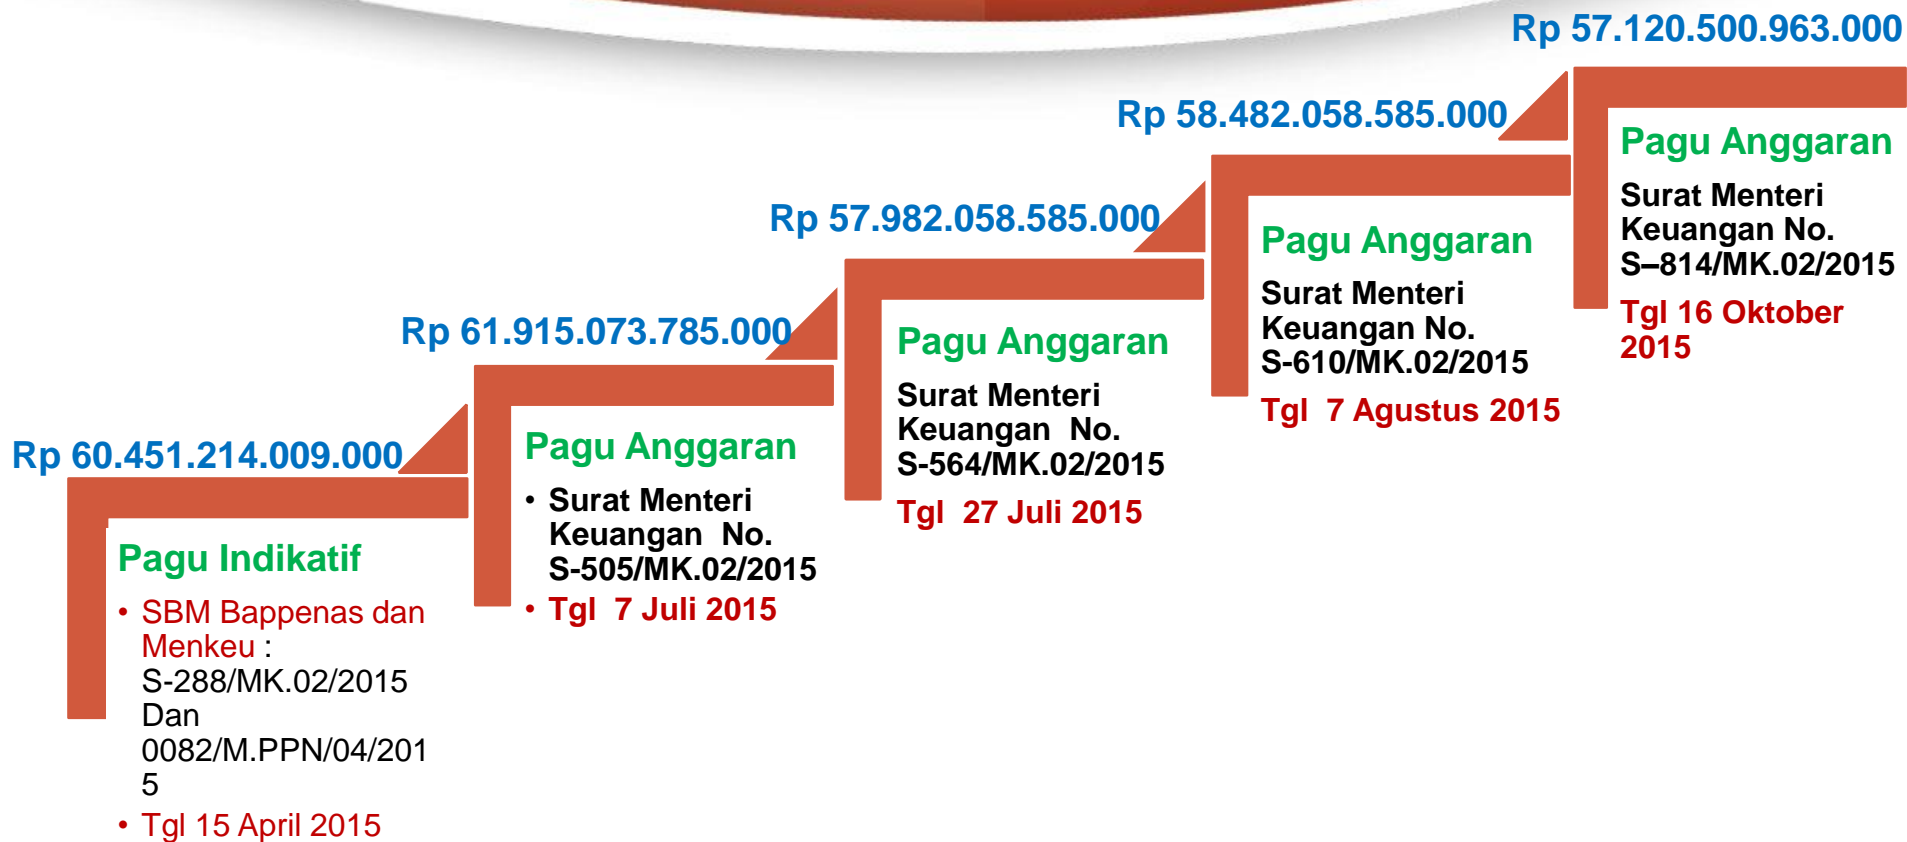 Rp 60.451.214.009.000
Pagu Indikatif
• SBM Bappenas dan
Menkeu :
S-288/MK.02/2015
Dan
0082/M.PPN/04/201
5
• Tgl 15 April 2015
Rp 61.915.073.785.000
Pagu Anggaran
• Surat Menteri
Keuangan No.
S-505/MK.02/2015
• Tgl 7 Juli 2015
Rp 57.982.058.585.000
Pagu Anggaran
Surat Menteri
Keuangan No.
S-564/MK.02/2015
Tgl 27 Juli 2015
Rp 58.482.058.585.000
Pagu Anggaran
Surat Menteri
Keuangan No.
S-610/MK.02/2015
Tgl 7 Agustus 2015
Rp 57.120.500.963.000
Pagu Anggaran
Surat Menteri
Keuangan No.
S–814/MK.02/2015
Tgl 16 Oktober
2015